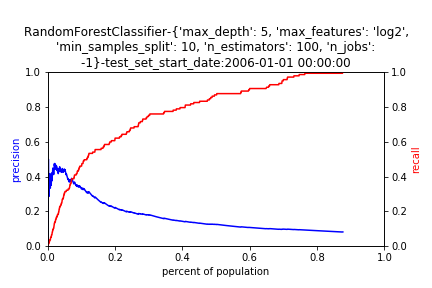 RandomForestClassifier-{'max_depth': 5, 'max_features': 'log2',
'min_samples_split': 10, 'n_estimators': 100, 'n_jobs':
-1}-test_set_start_date:2006-01-01 00:00:00
1.0
0.8
0.6
0.4
0.2
0.0
precision
1.0
0.8
0.6
0.4
0.2
0.0
recall
0.0 0.2 0.4 0.6 0.8 1.0
percent of population